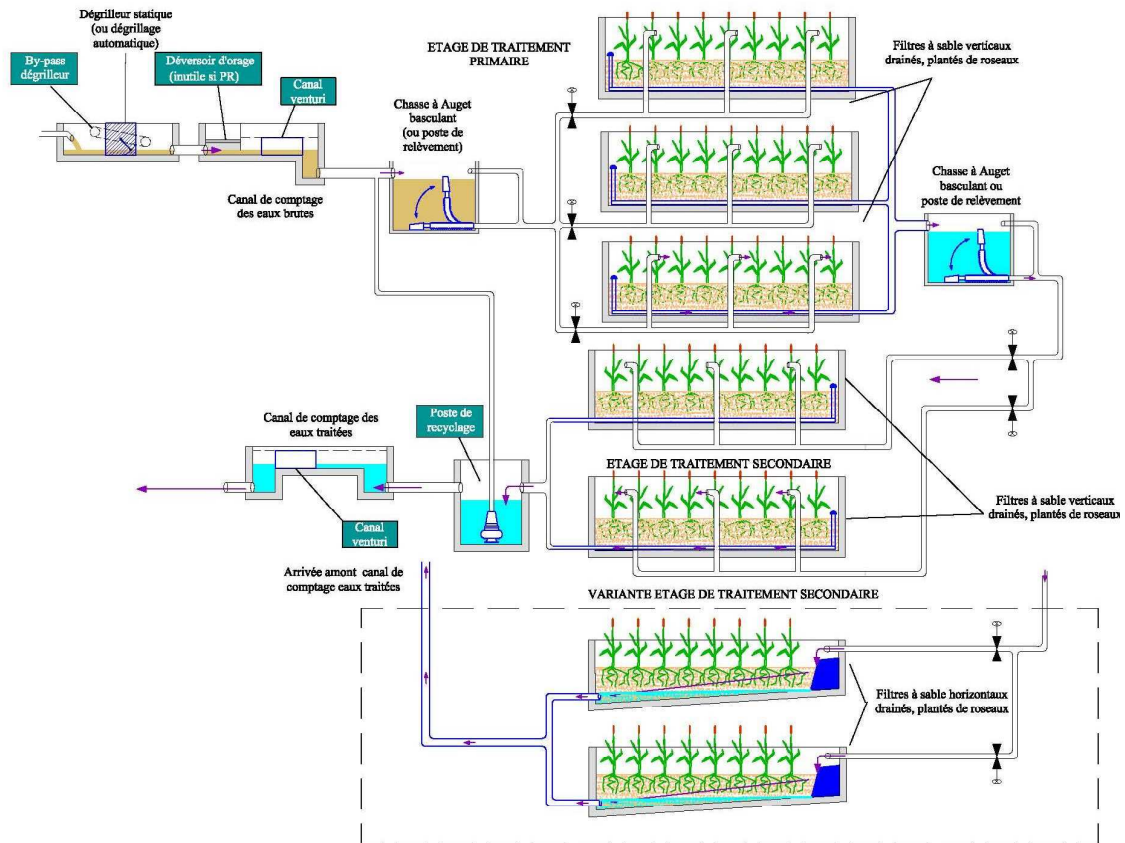 Dégrilleur statique
(ou dégrillage
automatique)
By-pass
dégrilleur
Déversoir d'orage
(inutile si PR)
Canal
venturi
Canal de comptage
des eaux brutes
Chasse à Auget
basculant
(ou poste de
relèvement)
ETAGE DE TRAITEMENT
PRIMAIRE
Filtres à sable verticaux
drainés, plantés de roseaux
Chasse à Auget
basculant ou
poste de relèvement
Canal de comptage des
eaux traitées
Poste de
recyclage
Canal
venturi
ETAGE DE TRAITEMENT SECONDAIRE
Filtres à sable verticaux
drainés, plantés de roseaux
Arrivée amont canal de
comptage eaux traitées
VARIANTE ETAGE DE TRAITEMENT SECONDAIRE
Filtres à sable horizontaux
drainés, plantés de roseaux